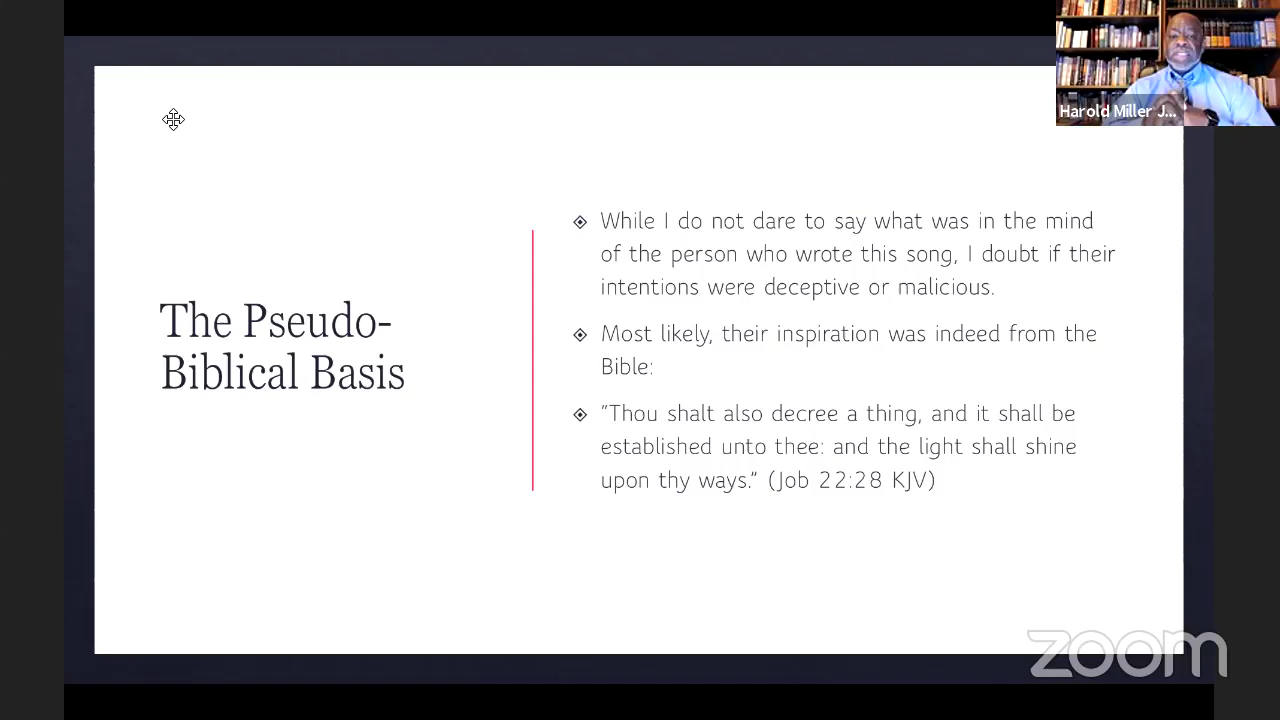 Harold Miller J...
The Pseudo-
Biblical Basis
While I do not dare to say what was in the mind
of the person who wrote this song, I doubt if their
intentions were deceptive or malicious.
Most likely, their inspiration was indeed from the
Bible:
“Thou shalt also decree a thing, and it shall be
established unto thee: and the light shall shine
upon thy ways.” (Job 22:28 KJV)
zoom